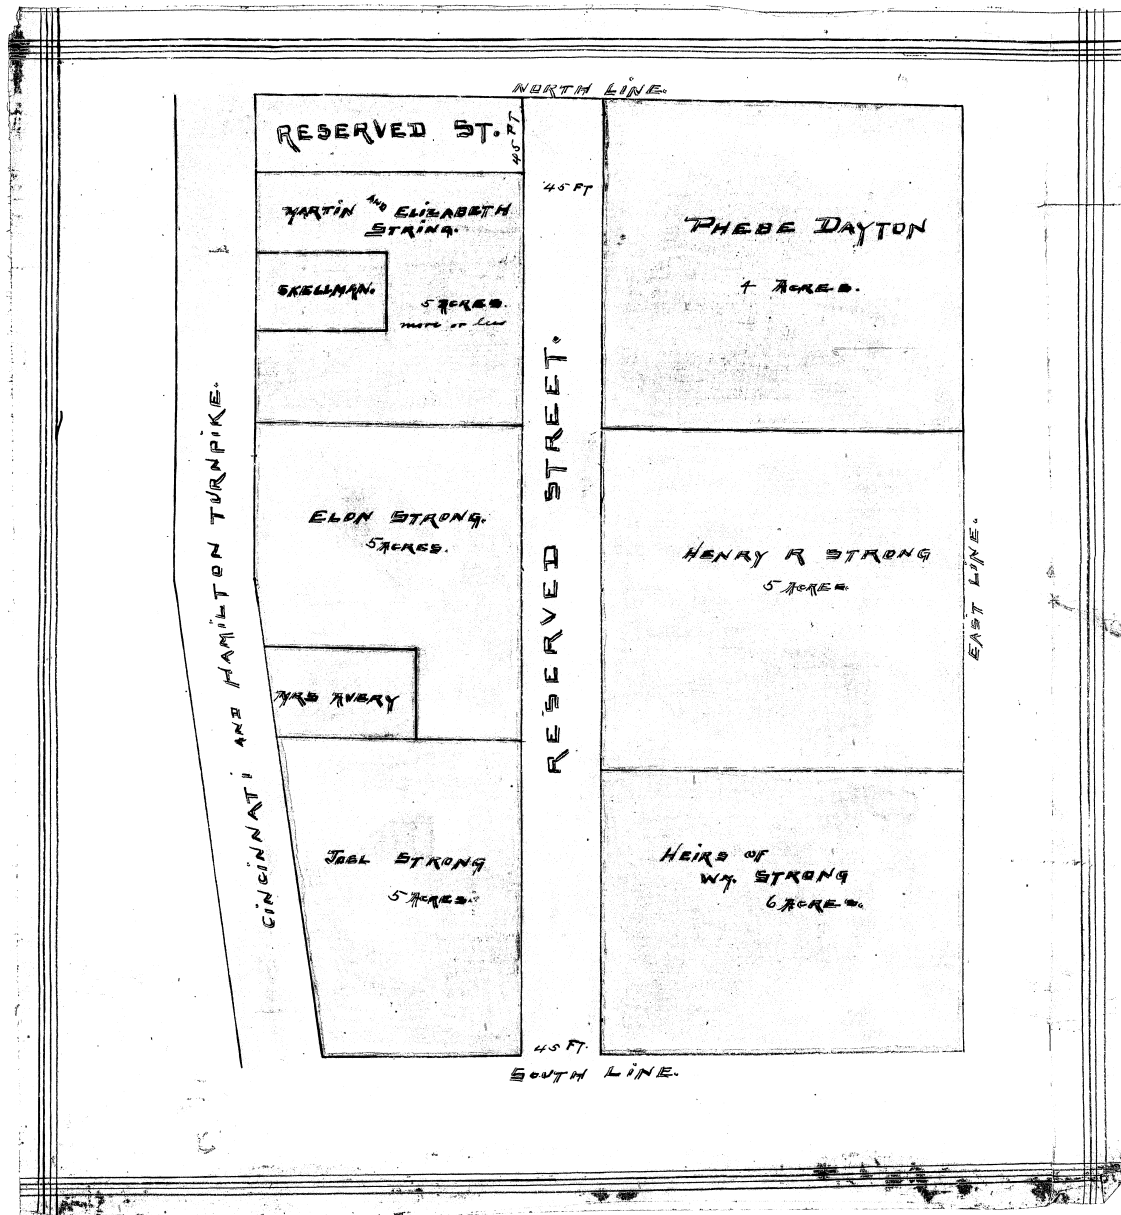 NORTH LINE.
RESERVED ST.
45 FT
45 FT
MARTIN AND ELIZABETH
STRING.
SKELLMAN.
5 ACRES.
more or less
PHEBE DAYTON
4 ACRES.
CINCINNATI AND HAMILTON TURNPIKE.
RESERVED STREET.
ELON STRONG.
5 ACRES.
HENRY R STRONG
5 ACRES.
EAST LINE.
MRS AVERY
JOEL STRONG
5 ACRES.
HEIRS OF
WM. STRONG
6 ACRES.
45 FT.
SOUTH LINE.